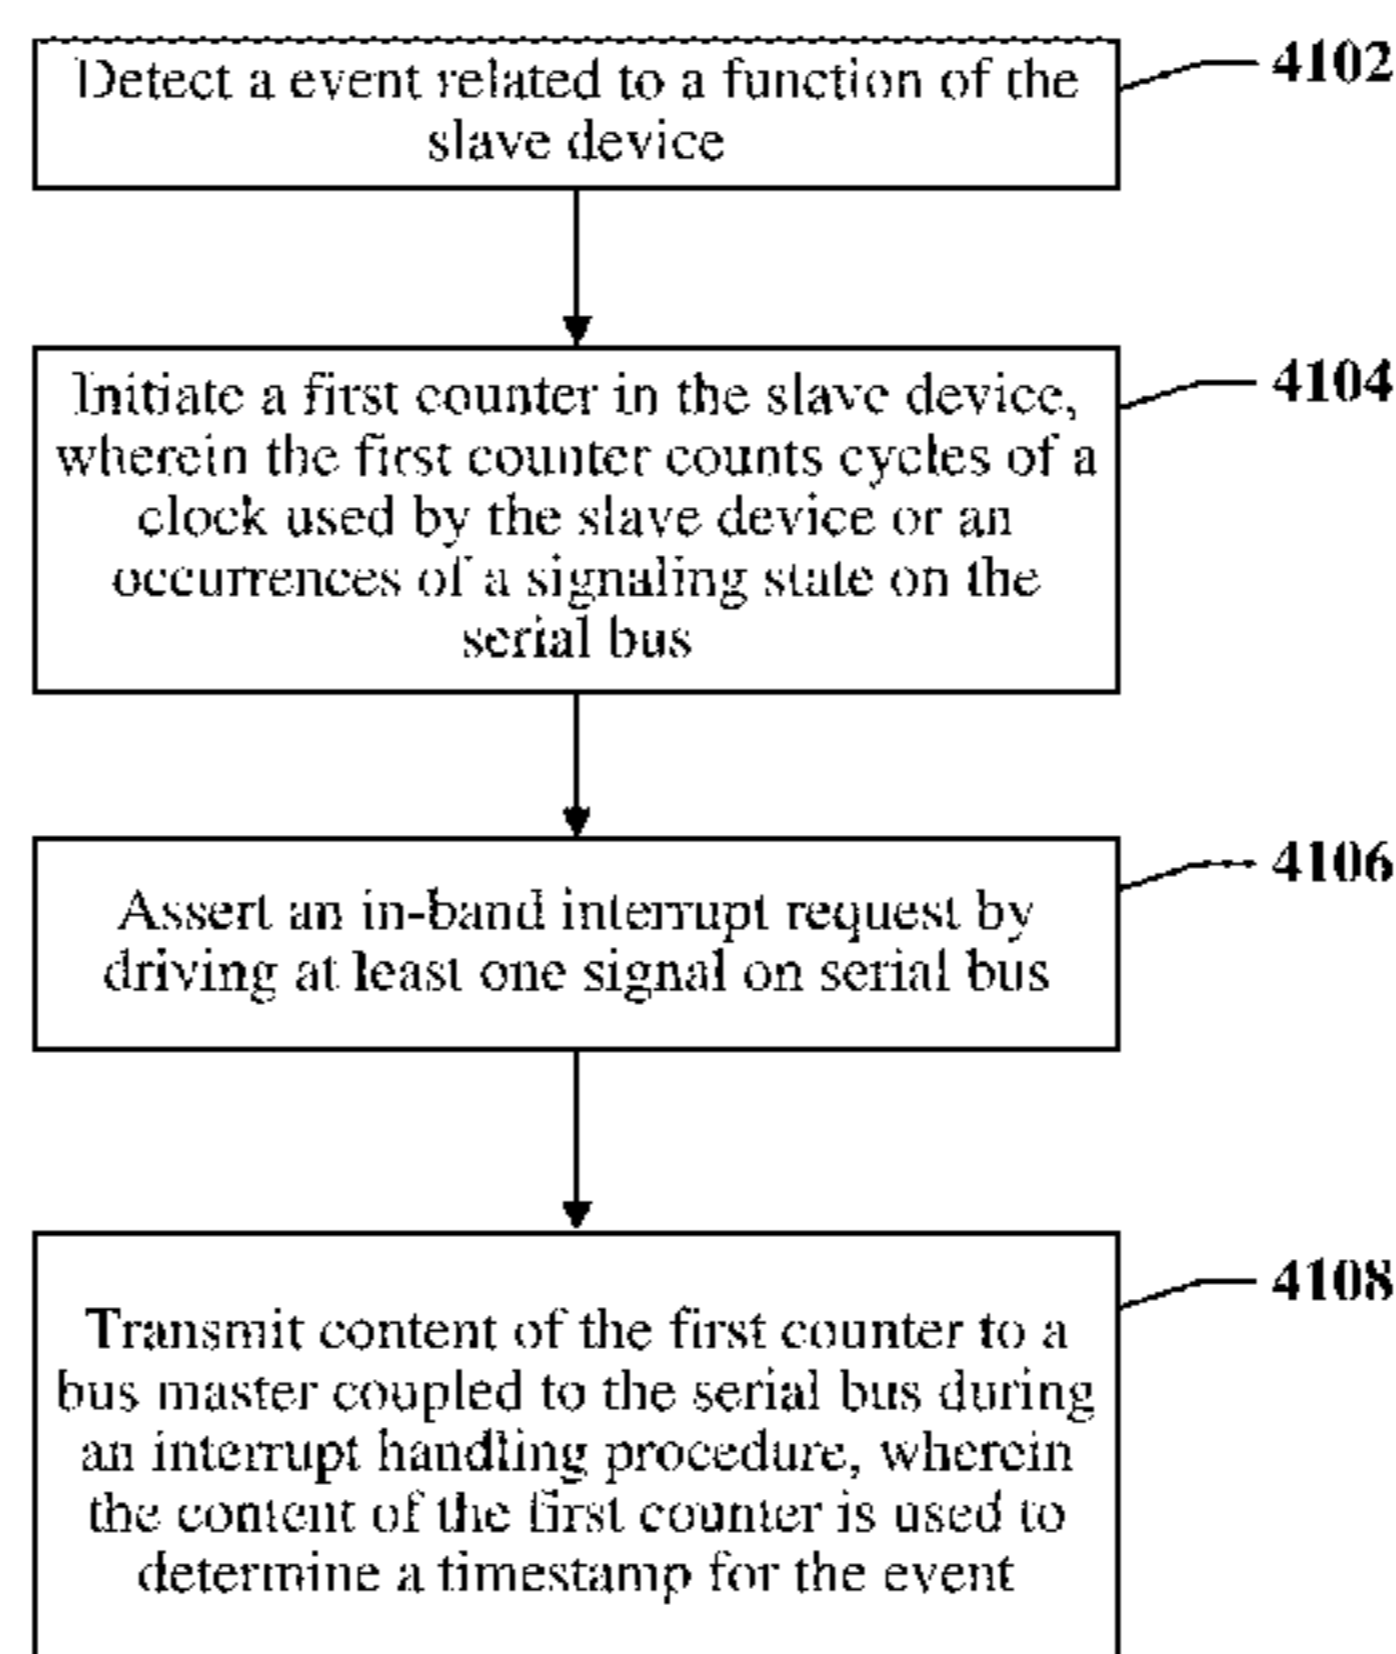 Detect a event related to a function of the
slave device
4102
Initiate a first counter in the slave device,
wherein the first counter counts cycles of a
clock used by the slave device or an
occurrences of a signaling state on the
serial bus
4104
Assert an in-band interrupt request by
driving at least one signal on serial bus
4106
Transmit content of the first counter to a
bus master coupled to the serial bus during
an interrupt handling procedure, wherein
the content of the first counter is used to
determine a timestamp for the event
4108